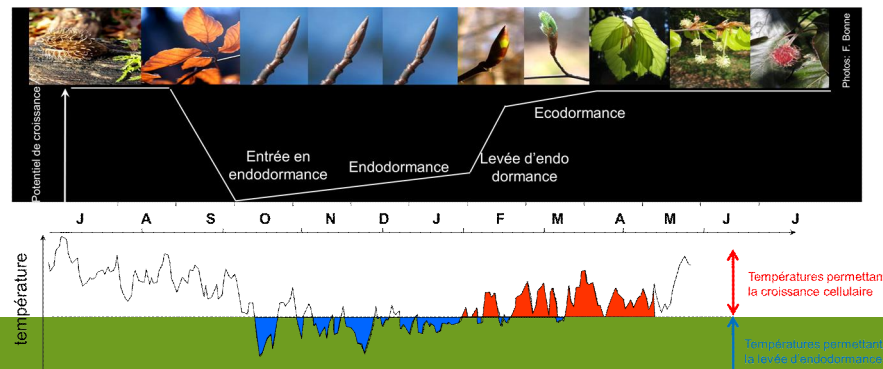 Photos: F. Bonne
Potentiel de croissance
Entrée en
endodormance
Endodormance
Levée d'endo
dormance
Ecodormance
J A S O N D J F M A M J J
température
Températures permettan
la croissance cellulaire
Températures permettant
la levée d'endodormance